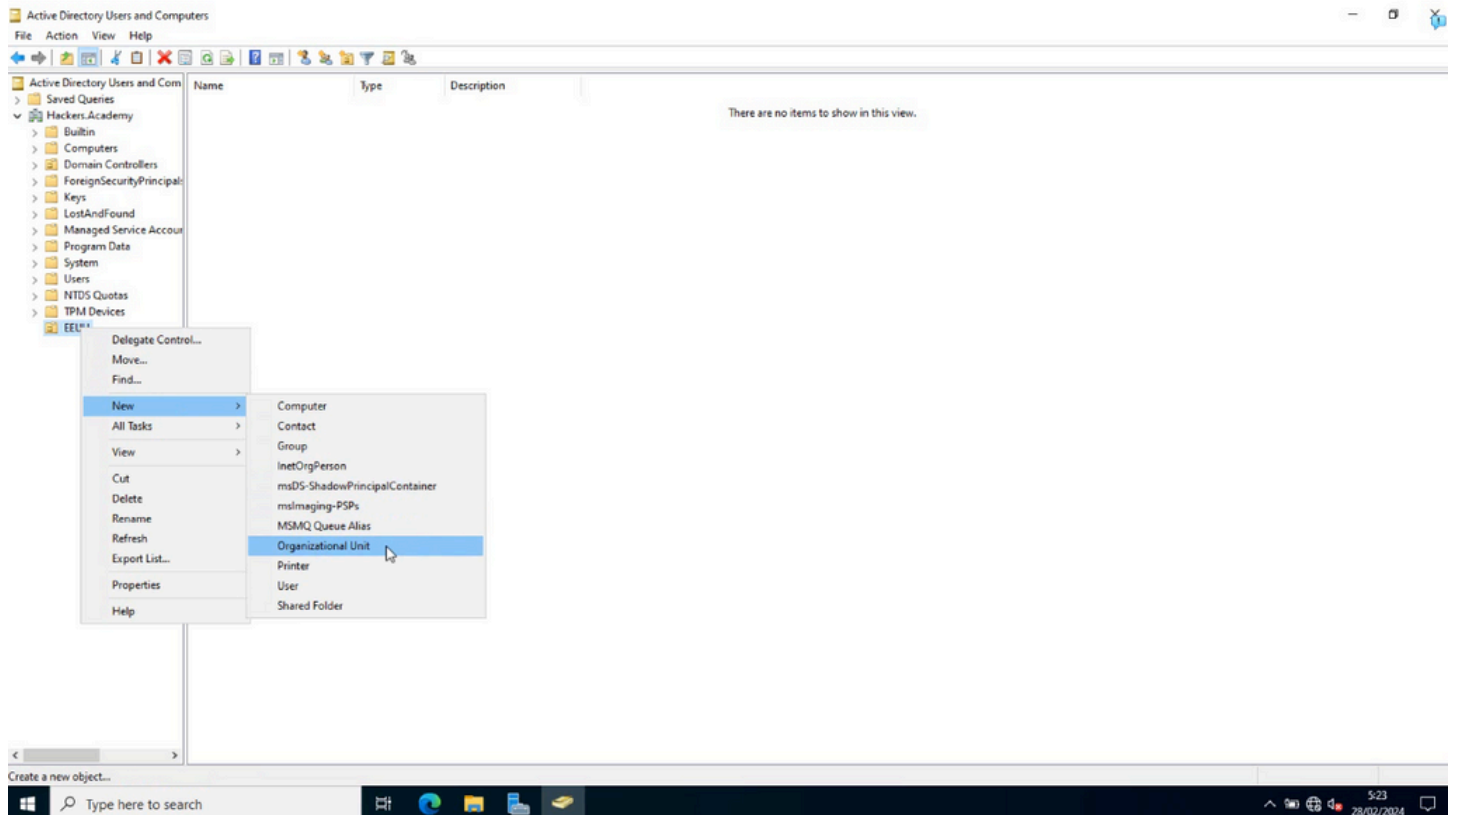 Active Directory Users and Computers
File Action View Help
Active Directory Users and Com
Name Type Description
Saved Queries
There are no items to show in this view.
Hackers.Academy
Builtin
Computers
Domain Controllers
ForeignSecurityPrincipals
Keys
LostAndFound
Managed Service Accour
Program Data
System
Users
NTDS Quotas
TPM Devices
Delegate Control...
Move...
Find...
New
All Tasks
View
Cut
Delete
Rename
Refresh
Export List...
Properties
Help
Computer
Contact
Group
InetOrgPerson
msDS-ShadowPrincipalContainer
msImaging-PSPs
MSMQ Queue Alias
Organizational Unit
Printer
User
Shared Folder
Create a new object...
Type here to search
5:23
28/02/2024